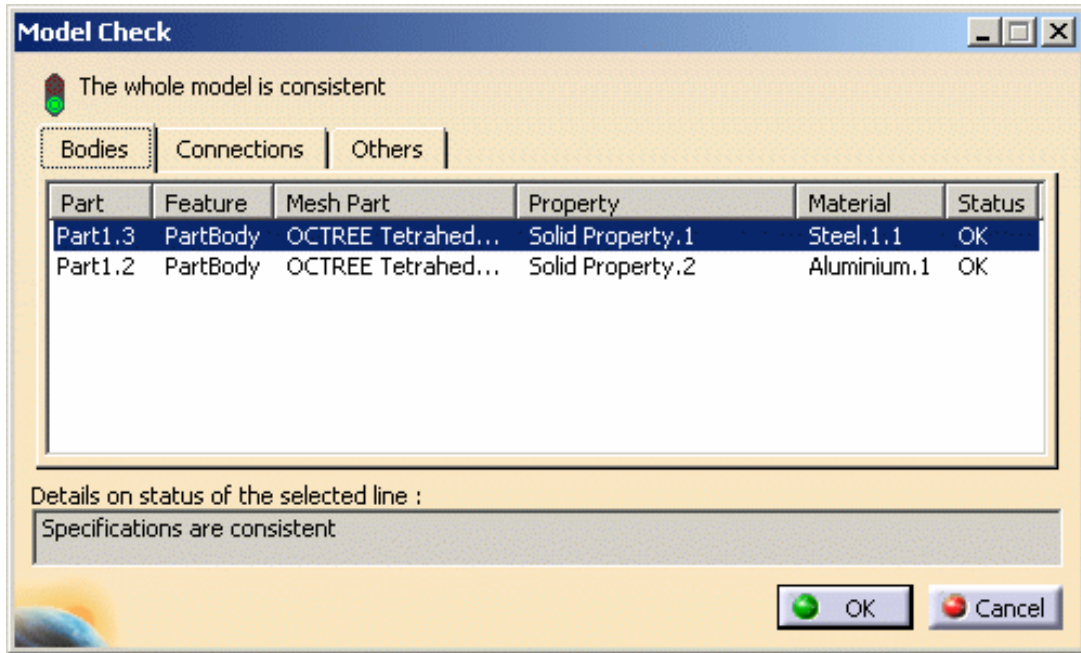 Model Check
The whole model is consistent
Bodies Connections Others
Part Feature Mesh Part Property Material Status
Part1.3 PartBody OCTREE Tetrahed... Solid Property.1 Steel.1.1 OK
Part1.2 PartBody OCTREE Tetrahed... Solid Property.2 Aluminium.1 OK
Details on status of the selected line :
Specifications are consistent
OK Cancel